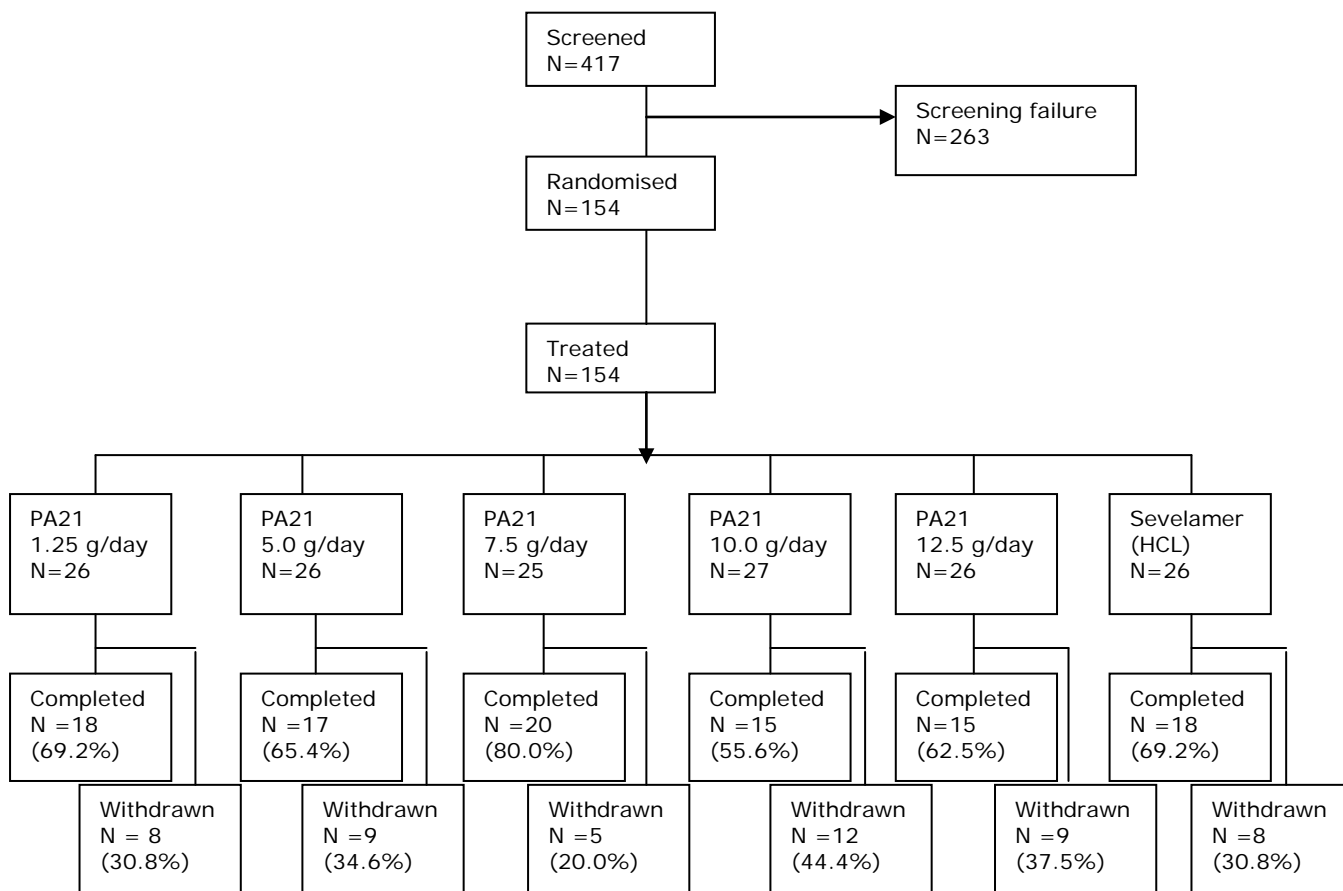 Screened
N=417
Screening failure
N=263
Randomised
N=154
Treated
N=154
PA21
1.25 g/day
N=26
PA21
5.0 g/day
N=26
PA21
7.5 g/day
N=25
PA21
10.0 g/day
N=27
PA21
12.5 g/day
N=26
Sevelamer
(HCL)
N=26
Completed
N =18
(69.2%)
Completed
N =17
(65.4%)
Completed
N =20
(80.0%)
Completed
N =15
(55.6%)
Completed
N=15
(62.5%)
Completed
N =18
(69.2%)
Withdrawn
N = 8
(30.8%)
Withdrawn
N =9
(34.6%)
Withdrawn
N =5
(20.0%)
Withdrawn
N =12
(44.4%)
Withdrawn
N =9
(37.5%)
Withdrawn
N =8
(30.8%)